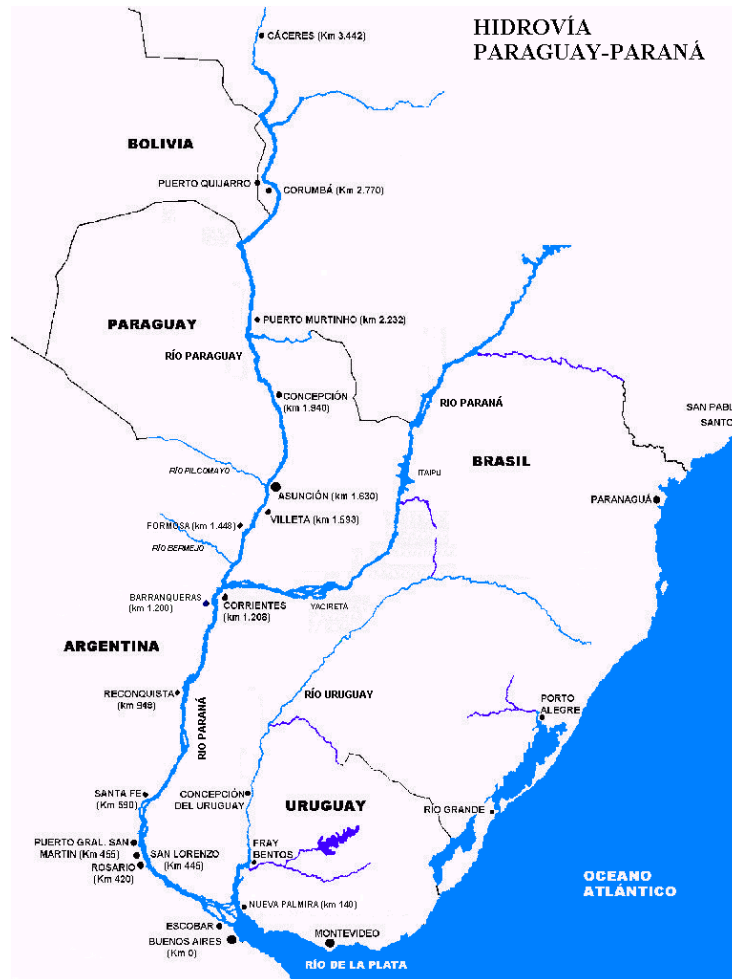 HIDROVÍA
PARAGUAY-PARANÁ
CÁCERES (Km 3.442)
BOLIVIA
PUERTO QUIJARRO
CORUMBÁ (Km 2.770)
PARAGUAY
PUERTO MURTINHO (km 2.232)
RÍO PARAGUAY
CONCEPCIÓN
(km 1.940)
RIO PARANÁ
SAN PABL
SANTO
BRASIL
RÍO PILCOMAYO
ITAIPU
ASUNCIÓN (km 1.630)
PARANAGUÁ
VILLETA (km 1.593)
FORMOSA (km 1.448)
RÍO BERMEJO
BARRANQUERAS
(km 1.200)
CORRIENTES
(km 1.208)
YACIRETA
ARGENTINA
RECONQUISTA
(km 949)
RIO PARANÁ
RÍO URUGUAY
PORTO
ALEGRE
SANTA FE
(Km 590)
CONCEPCIÓN
DEL URUGUAY
URUGUAY
RIO GRANDE
PUERTO GRAL. SAN
MARTIN (Km 455)
SAN LORENZO
(Km 445)
ROSARIO
(Km 420)
FRAY
BENTOS
OCEANO
ATLÁNTICO
NUEVA PALMIRA (km 140)
ESCOBAR
BUENOS AIRES
(Km 0)
MONTEVIDEO
RÍO DE LA PLATA